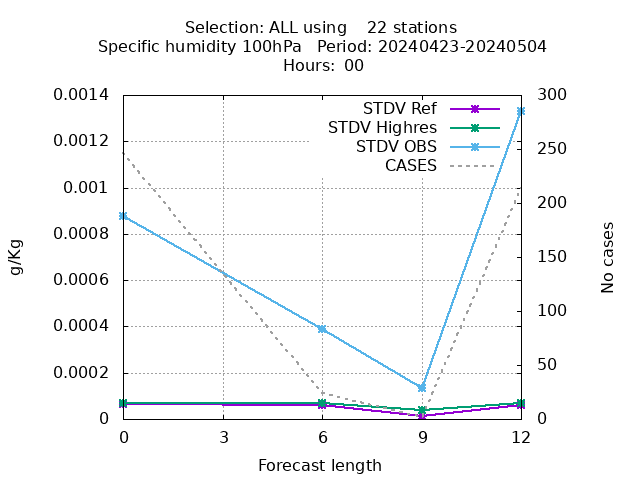 Selection: ALL using    22 stations
Specific humidity 100hPa   Period: 20240423-20240504
Hours: 00
STDV Ref
STDV Highres
STDV OBS
CASES
g/Kg
0.0014
0.0012
0.001
0.0008
0.0006
0.0004
0.0002
0
300
250
200
150
100
50
0
No cases
0 3 6 9 12
Forecast length